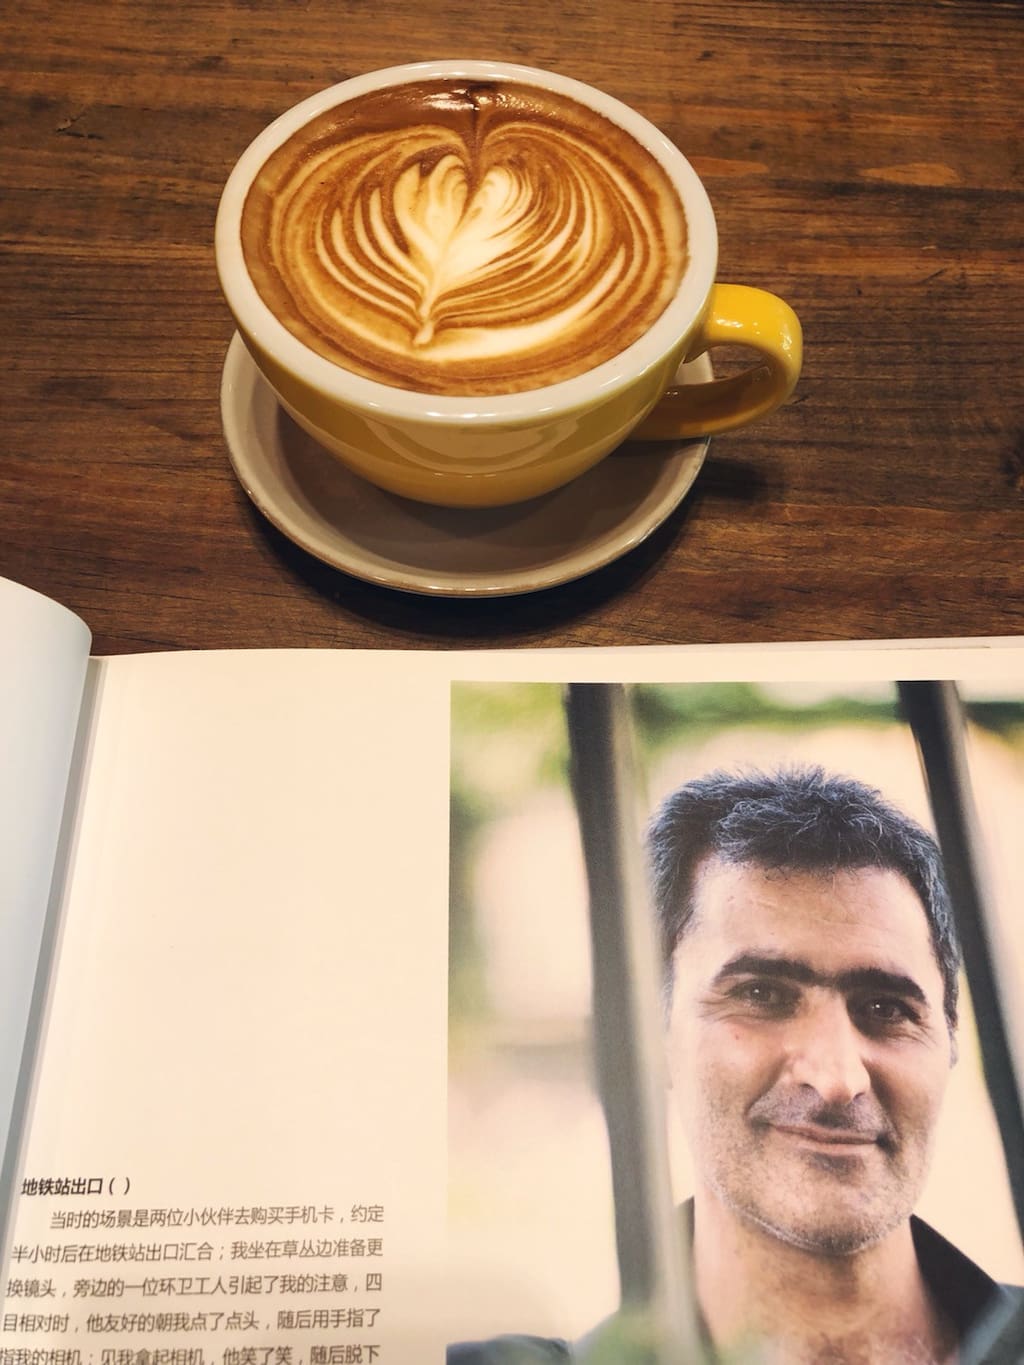 地铁站出口（ ）
当时的场景是两位小伙伴去购买手机卡，约定
半小时后在地铁站出口汇合；我坐在草丛边准备更
换镜头，旁边的一位环卫工人引起了我的注意，四
目相对时，他友好的朝我点了点头，随后用手指了
指我的相机；见我拿起相机，他笑了笑，随后脱下